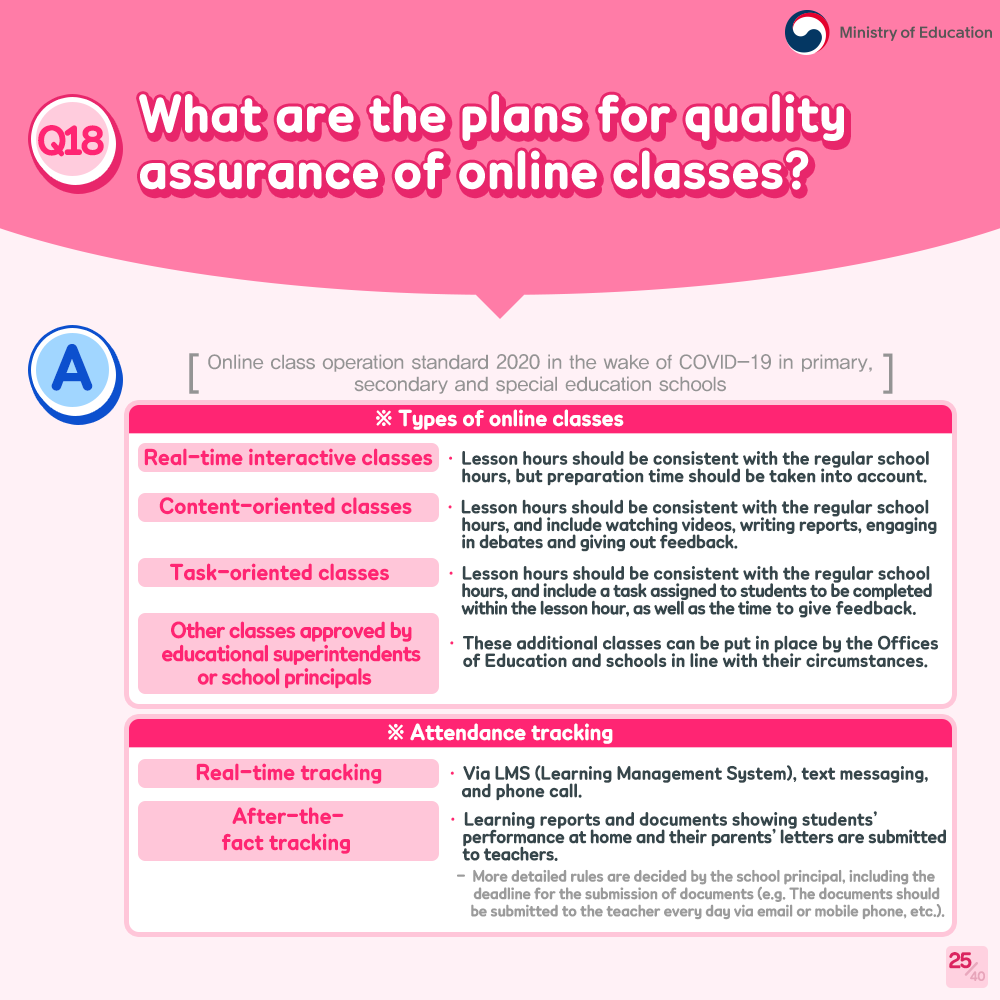 Ministry of Education
Q18
What are the plans for quality
assurance of online classes?
A
[ Online class operation standard 2020 in the wake of COVID-19 in primary,
secondary and special education schools ]
※ Types of online classes
Real-time interactive classes
· Lesson hours should be consistent with the regular school
hours, but preparation time should be taken into account.
Content-oriented classes
· Lesson hours should be consistent with the regular school
hours, and include watching videos, writing reports, engaging
in debates and giving out feedback.
Task-oriented classes
· Lesson hours should be consistent with the regular school
hours, and include a task assigned to students to be completed
within the lesson hour, as well as the time to give feedback.
Other classes approved by
educational superintendents
or school principals
· These additional classes can be put in place by the Offices
of Education and schools in line with their circumstances.
※ Attendance tracking
Real-time tracking
· Via LMS (Learning Management System), text messaging,
and phone call.
After-the-
fact tracking
· Learning reports and documents showing students’
performance at home and their parents’ letters are submitted
to teachers.
- More detailed rules are decided by the school principal, including the
deadline for the submission of documents (e.g. The documents should
be submitted to the teacher every day via email or mobile phone, etc.).
25/40